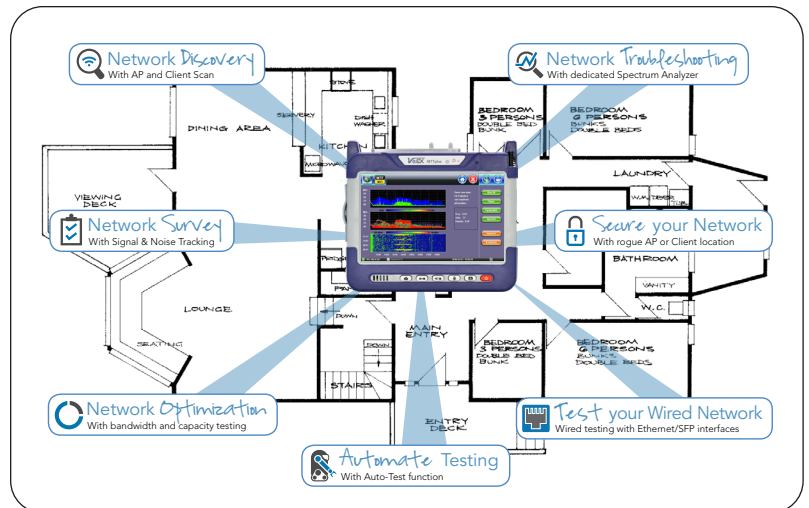 Network Discovery
With AP and Client Scan
Network Troubleshooting
With dedicated Spectrum Analyzer
STOVE
SERVERY
DISH
WASHER
DINING AREA
KITCHEN
MICROWAVE
BEDROOM
3 PERSONS
DOUBLE BED
BUNK
BEDROOM
6 PERSONS
BUNKS
DOUBLE BEDS
VeEX
LAUNDRY
VIEWING
DECK
Network Survey
With Signal & Noise Tracking
Secure your Network
With rogue AP or Client location
BATHROOM
VANITY
W.C.
LOUNGE
SEATING
DOWN
MAIN
ENTRY
DOWN
STAIRS
BEDROOM
3 PERSONS
DOUBLE BED
BUNK
BEDROOM
6 PERSONS
BUNKS
DOUBLE BEDS
Network Optimization
With bandwidth and capacity testing
ENTRY
DECK
Test your Wired Network
Wired testing with Ethernet/SFP interfaces
Automate Testing
With Auto-Test function